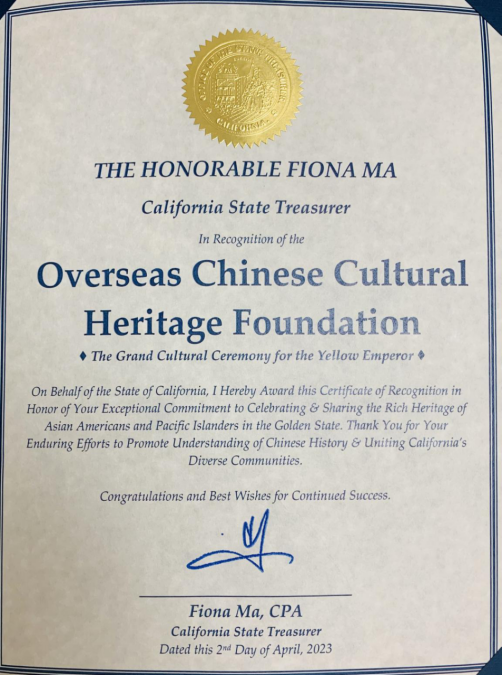 CALIFORNIA
THE HONORABLE FIONA MA
California State Treasurer
In Recognition of the
Overseas Chinese Cultural
Heritage Foundation
♦ The Grand Cultural Ceremony for the Yellow Emperor ♦
On Behalf of the State of California, I Hereby Award this Certificate of Recognition in
Honor of Your Exceptional Commitment to Celebrating & Sharing the Rich Heritage of
Asian Americans and Pacific Islanders in the Golden State. Thank You for Your
Enduring Efforts to Promote Understanding of Chinese History & Uniting California's
Diverse Communities.
Congratulations and Best Wishes for Continued Success.
Fiona Ma, CPA
California State Treasurer
Dated this 2nd Day of April, 2023